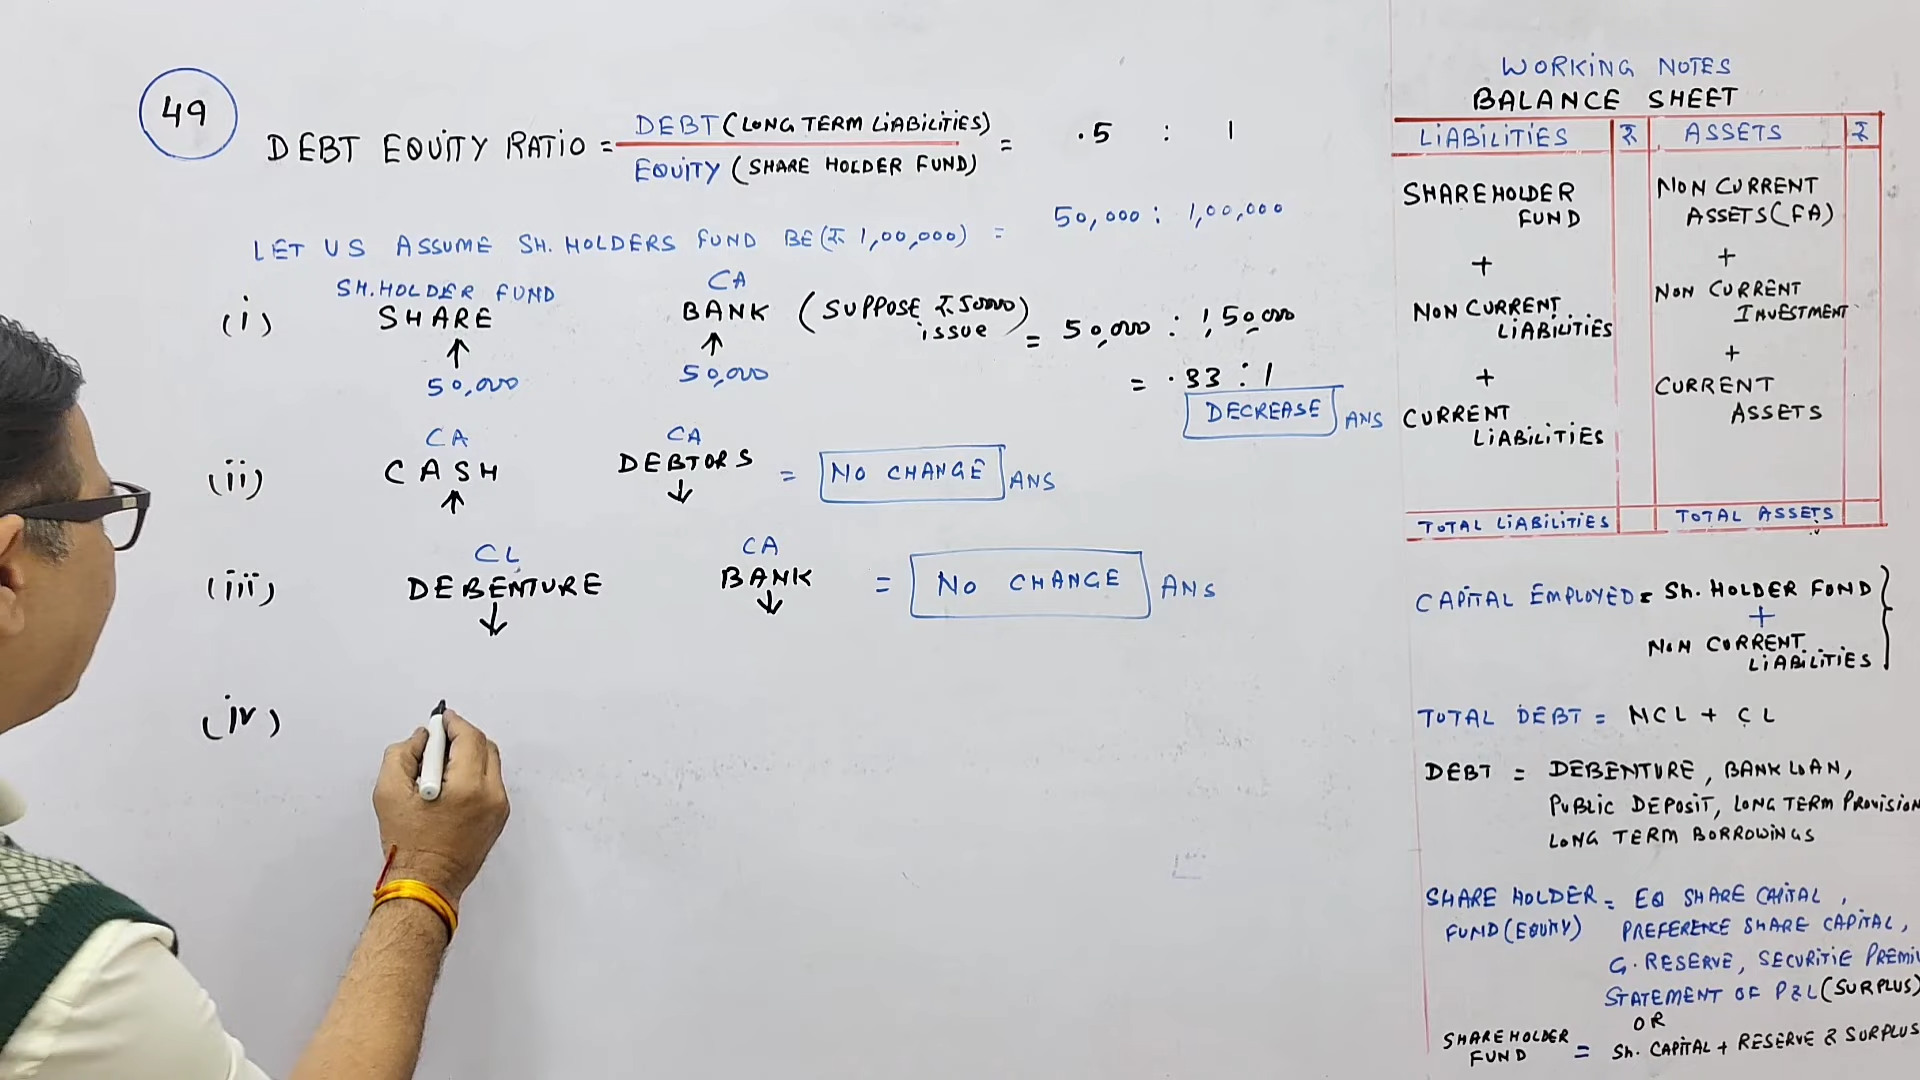 49
DEBT EQUITY RATIO = DEBT (LONG TERM LIABILITIES) = .5 : 1
EQUITY (SHARE HOLDER FUND)
LET US ASSUME SH. HOLDERS FUND BE (₹ 1,00,000) = 50,000 : 1,00,000
SH. HOLDER FUND CA
(i) SHARE ↑ BANK ↑ (SUPPOSE ₹ 50000 issue) = 50,000 : 1,50,000
50,000 50,000 = .33 : 1
DECREASE ANS
CA CA
(ii) CASH ↑ DEBTORS ↓ = NO CHANGE ANS
CL CA
(iii) DEBENTURE ↓ BANK ↓ = NO CHANGE ANS
(iv)
WORKING NOTES
BALANCE SHEET
LIABILITIES ₹ ASSETS ₹
SHAREHOLDER NON CURRENT
FUND ASSETS (FA)
+ +
NON CURRENT NON CURRENT
LIABILITIES INVESTMENT
+ +
CURRENT CURRENT
LIABILITIES ASSETS
TOTAL LIABILITIES TOTAL ASSETS
CAPITAL EMPLOYED = SH. HOLDER FUND
+
NON CURRENT
LIABILITIES
TOTAL DEBT = NCL + CL
DEBT = DEBENTURE, BANK LOAN,
PUBLIC DEPOSIT, LONG TERM PROVISION
LONG TERM BORROWINGS
SHARE HOLDER = EQ SHARE CAPITAL,
FUND (EQUITY) PREFERENCE SHARE CAPITAL,
G. RESERVE, SECURITIE PREMIU
STATEMENT OF P&L (SURPLUS)
OR
SHAREHOLDER
FUND = SH. CAPITAL + RESERVE & SURPLUS